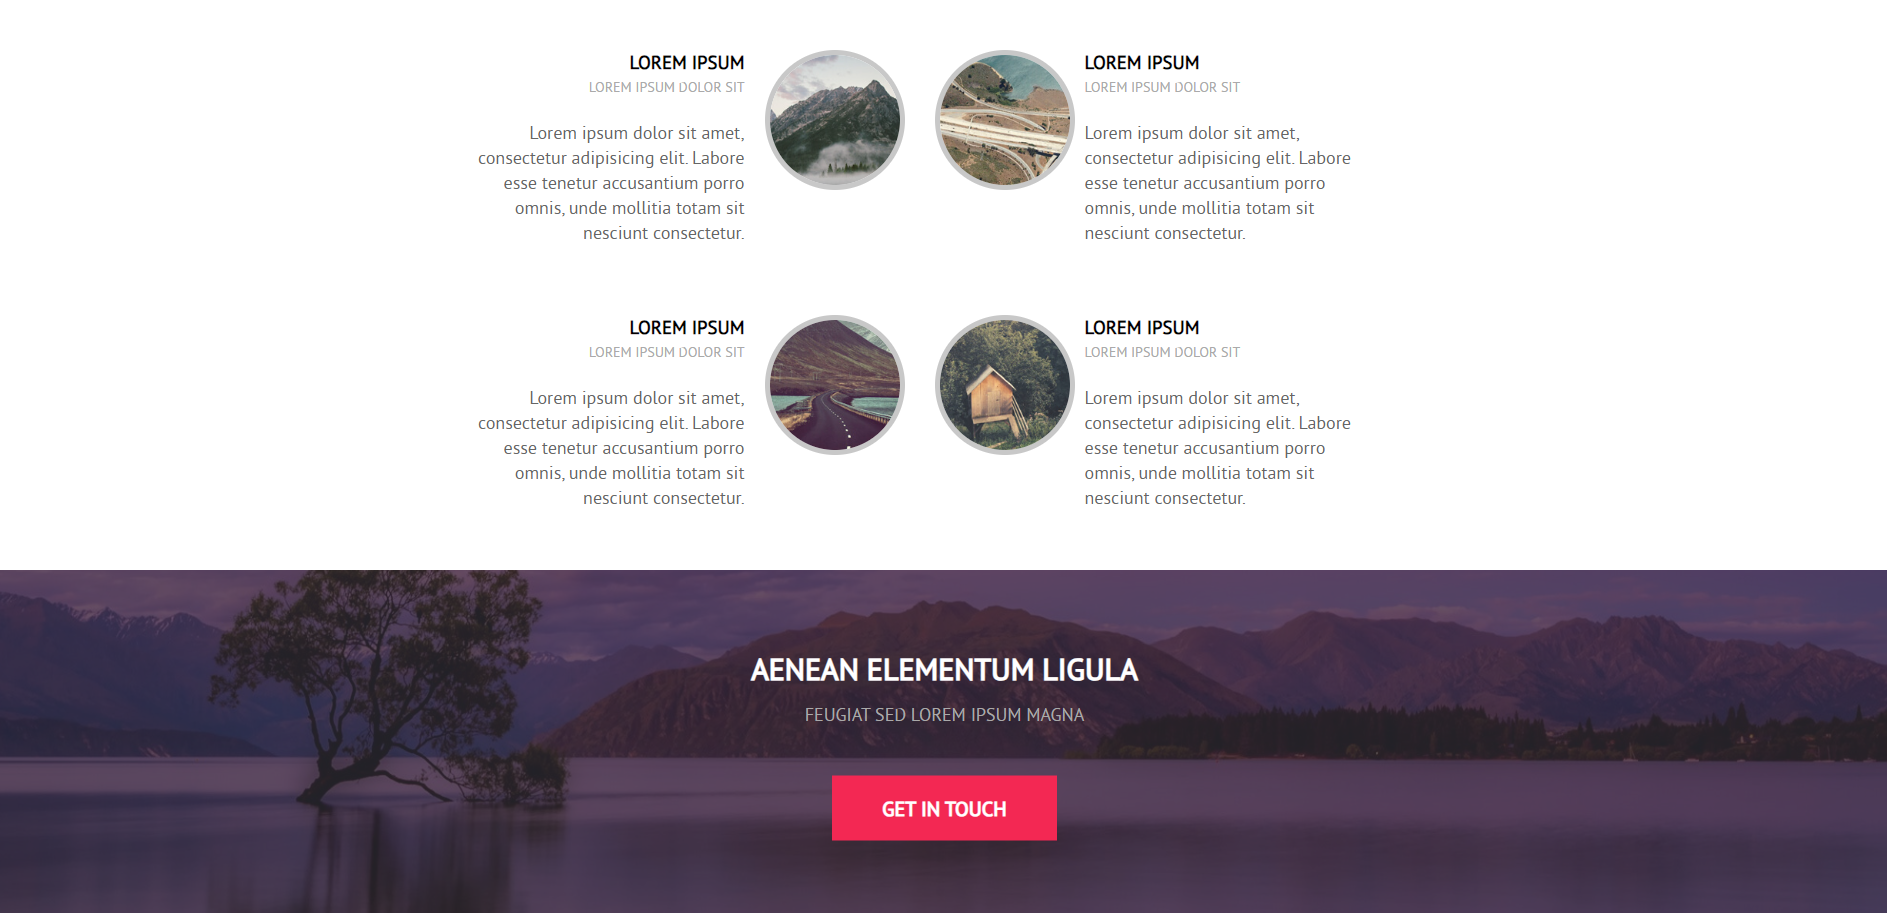 LOREM IPSUM
LOREM IPSUM DOLOR SIT
Lorem ipsum dolor sit amet,
consectetur adipisicing elit. Labore
esse tenetur accusantium porro
omnis, unde mollitia totam sit
nesciunt consectetur.
LOREM IPSUM
LOREM IPSUM DOLOR SIT
Lorem ipsum dolor sit amet,
consectetur adipisicing elit. Labore
esse tenetur accusantium porro
omnis, unde mollitia totam sit
nesciunt consectetur.
LOREM IPSUM
LOREM IPSUM DOLOR SIT
Lorem ipsum dolor sit amet,
consectetur adipisicing elit. Labore
esse tenetur accusantium porro
omnis, unde mollitia totam sit
nesciunt consectetur.
LOREM IPSUM
LOREM IPSUM DOLOR SIT
Lorem ipsum dolor sit amet,
consectetur adipisicing elit. Labore
esse tenetur accusantium porro
omnis, unde mollitia totam sit
nesciunt consectetur.
AENEAN ELEMENTUM LIGULA
FEUGIAT SED LOREM IPSUM MAGNA
GET IN TOUCH